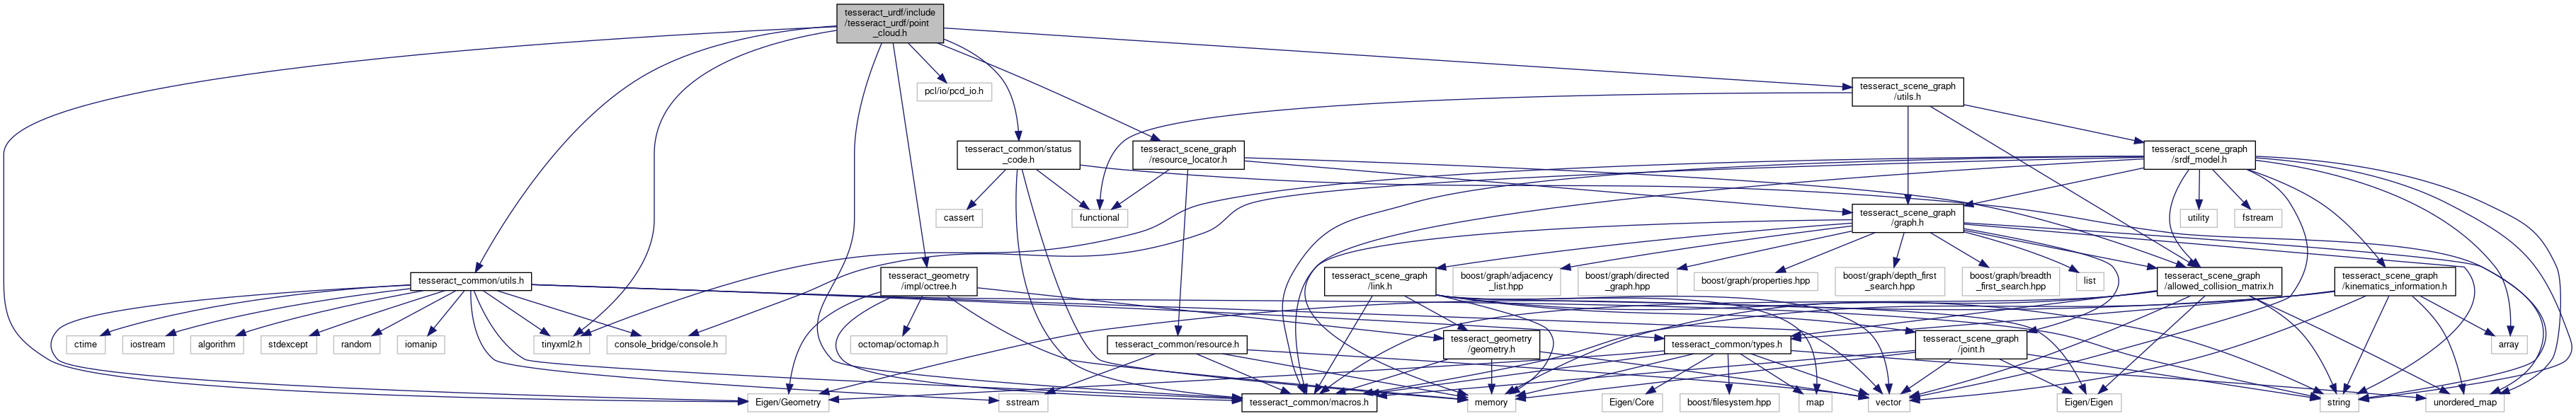 tesseract_urdf/include
/tesseract_urdf/point
_cloud.h
pcl/io/pcd_io.h
tesseract_scene_graph
/utils.h
tesseract_common/status
_code.h
tesseract_scene_graph
/resource_locator.h
tesseract_scene_graph
/srdf_model.h
cassert
functional
tesseract_scene_graph
/graph.h
utility
fstream
tesseract_common/utils.h
tesseract_geometry
/impl/octree.h
tesseract_scene_graph
/link.h
boost/graph/adjacency
_list.hpp
boost/graph/directed
_graph.hpp
boost/graph/properties.hpp
boost/graph/depth_first
_search.hpp
boost/graph/breadth
_first_search.hpp
list
tesseract_scene_graph
/allowed_collision_matrix.h
tesseract_scene_graph
/kinematics_information.h
ctime
iostream
algorithm
stdexcept
random
iomanip
tinyxml2.h
console_bridge/console.h
octomap/octomap.h
tesseract_common/resource.h
tesseract_geometry
/geometry.h
tesseract_common/types.h
tesseract_scene_graph
/joint.h
array
Eigen/Geometry
sstream
tesseract_common/macros.h
memory
Eigen/Core
boost/filesystem.hpp
map
vector
Eigen/Eigen
string
unordered_map